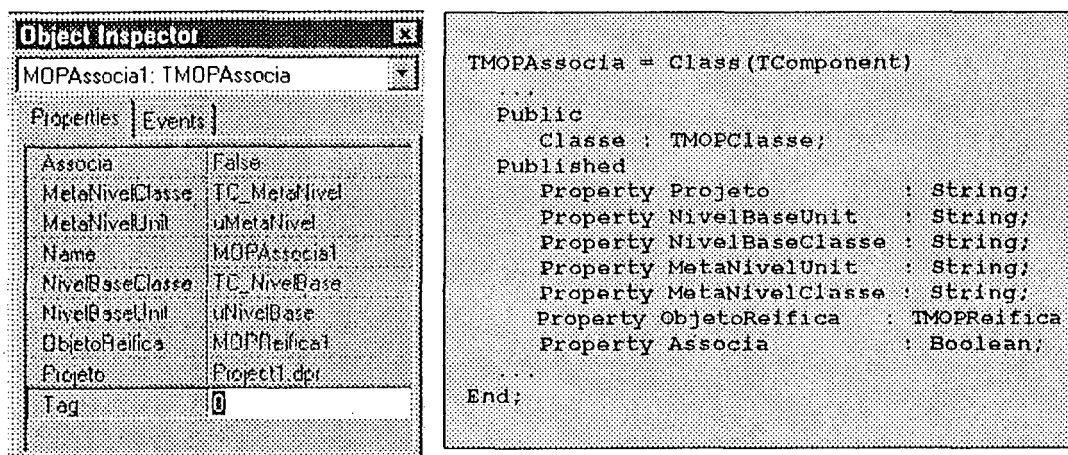 Object Inspector
MOPAssocia1: TMOPAssocia
Properties Events
Associa False
MetaNivelClasse TC_MetaNivel
MetaNivelUnit uMetaNivel
Name MOPAssocia1
NivelBaseClasse TC_NivelBase
NivelBaseUnit uNivelBase
ObjetoReifica MOPReifica1
Projeto Project1.dpr
Tag 0
TMOPAssocia = Class(TComponent)
...
Public
Classe : TMOPClasse;
Published
Property Projeto : String;
Property NivelBaseUnit : String;
Property NivelBaseClasse : String;
Property MetaNivelUnit : String;
Property MetaNivelClasse : String;
Property ObjetoReifica : TMOPReifica
Property Associa : Boolean;
...
End;